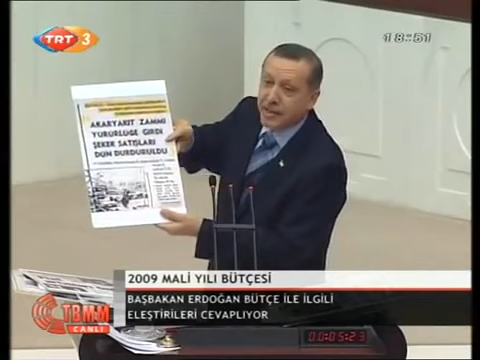 TRT 3
18:51
AKARYAKIT ZAMMI
YÜRÜRLÜĞE GİRDİ
ŞEKER SATIŞLARI
DÜN DURDURULDU
2009 MALİ YILI BÜTÇESİ
BAŞBAKAN ERDOĞAN BÜTÇE İLE İLGİLİ
ELEŞTİRİLERİ CEVAPLIYOR
TBMM
CANLI
00:05:23